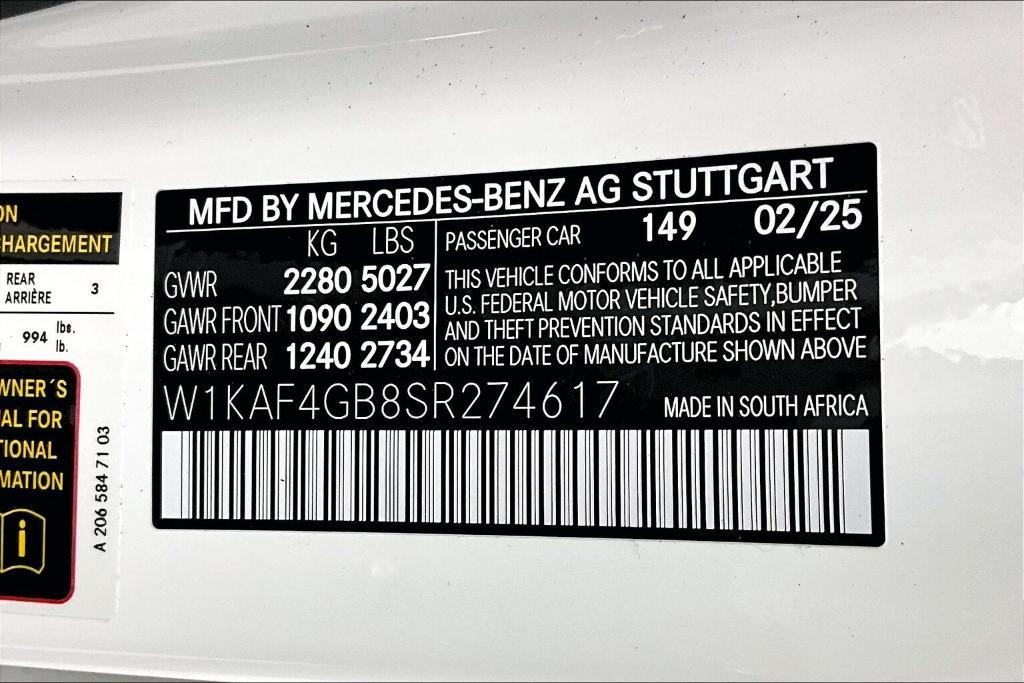 ON
CHARGEMENT
REAR
ARRIÈRE
3
994 lbs.
lb.
WNER´S
AL FOR
TIONAL
MATION
i
A 206 584 71 03
MFD BY MERCEDES-BENZ AG STUTTGART
KG LBS
GVWR 2280 5027
GAWR FRONT 1090 2403
GAWR REAR 1240 2734
PASSENGER CAR 149 02/25
THIS VEHICLE CONFORMS TO ALL APPLICABLE
U.S. FEDERAL MOTOR VEHICLE SAFETY,BUMPER
AND THEFT PREVENTION STANDARDS IN EFFECT
ON THE DATE OF MANUFACTURE SHOWN ABOVE
W1KAF4GB8SR274617
MADE IN SOUTH AFRICA